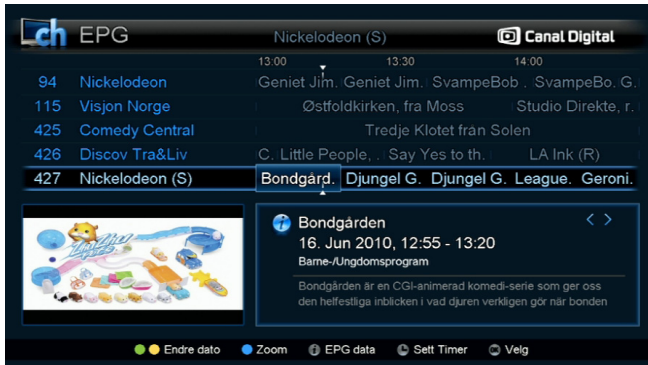 ch EPG Nickelodeon (S) Canal Digital
13:00 13:30 14:00
94 Nickelodeon Geniet Jim. Geniet Jim. SvampeBob . SvampeBo. G.
115 Visjon Norge Østfoldkirken, fra Moss Studio Direkte, r.
425 Comedy Central Tredje Klotet från Solen
426 Discov Tra&Liv C. Little People, . Say Yes to th. LA Ink (R)
427 Nickelodeon (S) Bondgård. Djungel G. Djungel G. League. Geroni.
Bondgården
16. Jun 2010, 12:55 - 13:20
Barne-/Ungdomsprogram
Bondgården är en CGI-animerad komedi-serie som ger oss
den helfestliga inblicken i vad djuren verkligen gör när bonden
Endre dato Zoom EPG data Sett Timer Velg